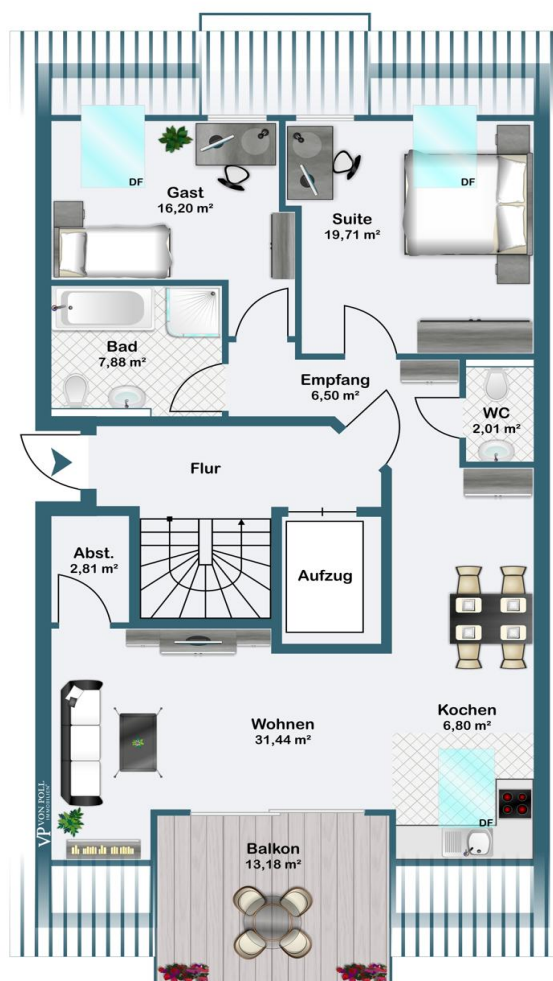 DF
DF
Gast
16,20 m²
Suite
19,71 m²
Bad
7,88 m²
Empfang
6,50 m²
WC
2,01 m²
Flur
Abst.
2,81 m²
Aufzug
Kochen
6,80 m²
Wohnen
31,44 m²
DF
VP VON POLL
IMMOBILIEN
Balkon
13,18 m²